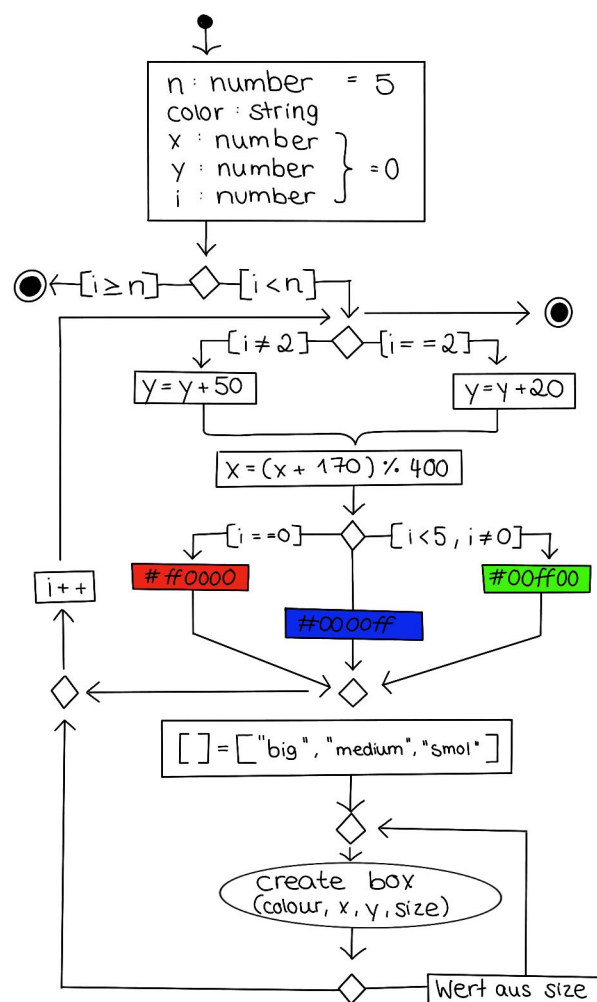 n : number = 5
color : string
x : number
y : number } = 0
i : number
[i ≥ n] [i < n]
[i ≠ 2] [i == 2]
y = y + 50 y = y + 20
x = (x + 170) % 400
[i == 0] [i < 5 , i ≠ 0]
#ff0000 #00ff00
i++
#0000ff
[ ] = ["big", "medium", "smol"]
create box
(colour, x, y, size)
Wert aus size